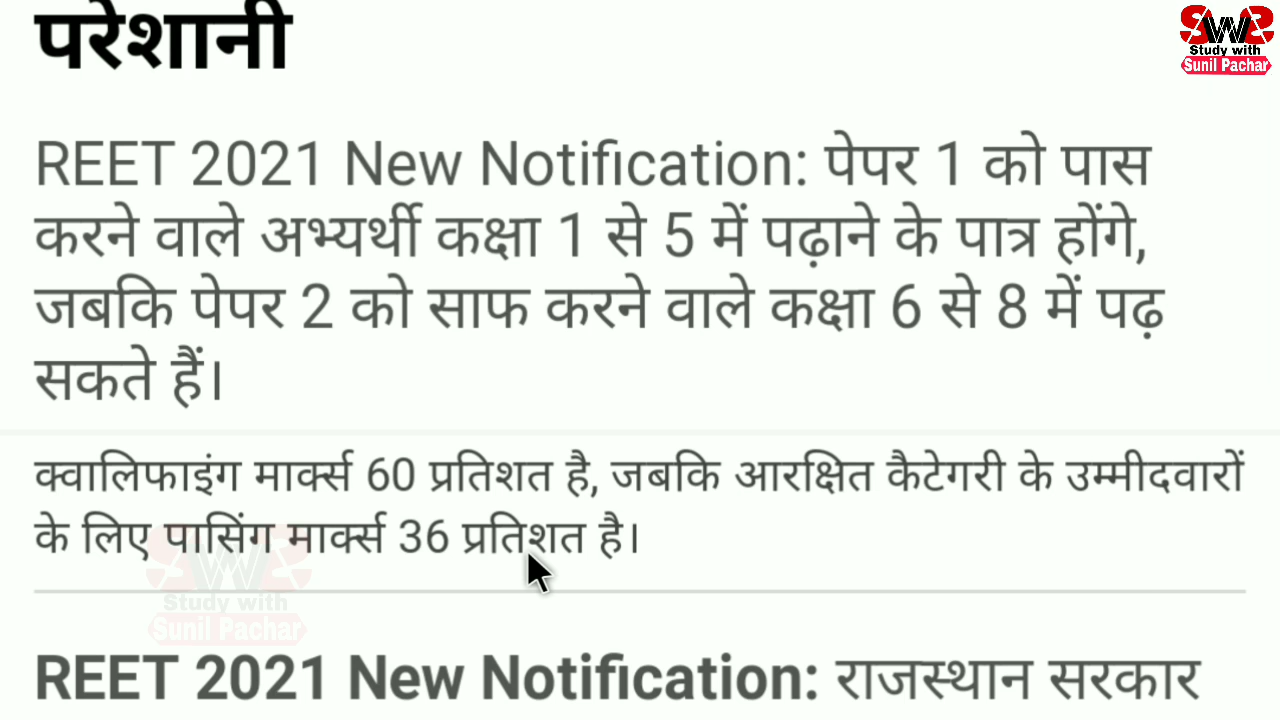 परेशानी
SWS
Study with
Sunil Pachar
REET 2021 New Notification: पेपर 1 को पास
करने वाले अभ्यर्थी कक्षा 1 से 5 में पढ़ाने के पात्र होंगे,
जबकि पेपर 2 को साफ करने वाले कक्षा 6 से 8 में पढ़
सकते हैं।
क्वालिफाइंग मार्क्स 60 प्रतिशत है, जबकि आरक्षित कैटेगरी के उम्मीदवारों
के लिए पासिंग मार्क्स 36 प्रतिशत है।
SWS
Study with
Sunil Pachar
REET 2021 New Notification: राजस्थान सरकार